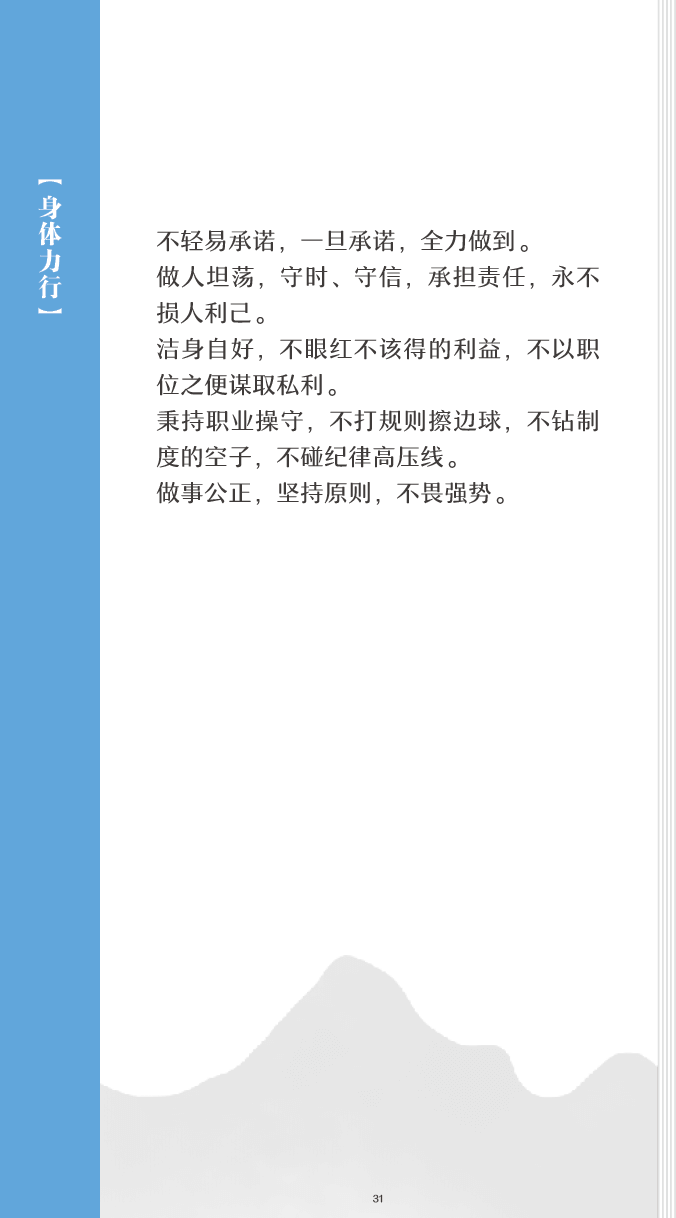 【身体力行】
不轻易承诺，一旦承诺，全力做到。
做人坦荡，守时、守信，承担责任，永不
损人利己。
洁身自好，不眼红不该得的利益，不以职
位之便谋取私利。
秉持职业操守，不打规则擦边球，不钻制
度的空子，不碰纪律高压线。
做事公正，坚持原则，不畏强势。
31